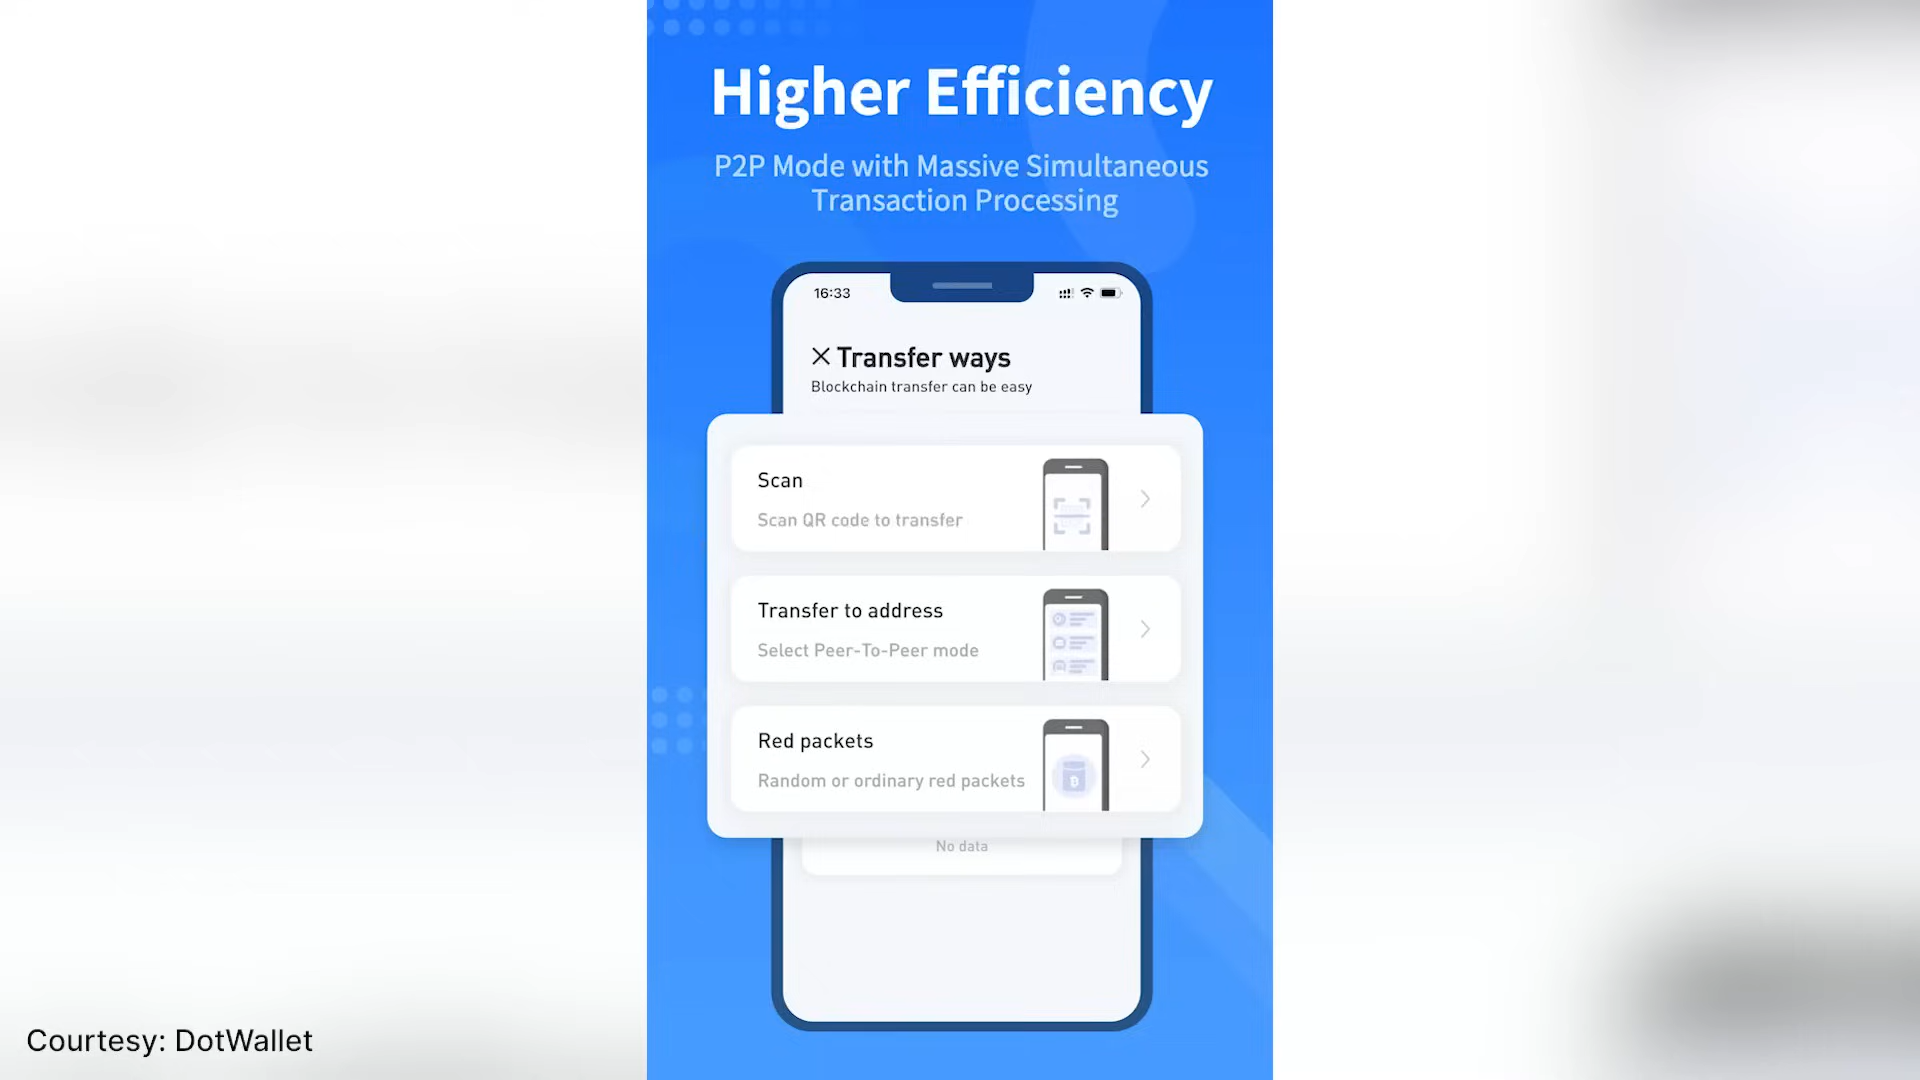 Higher Efficiency
P2P Mode with Massive Simultaneous
Transaction Processing
16:33
Transfer ways
Blockchain transfer can be easy
Scan
Scan QR code to transfer
Transfer to address
Select Peer-To-Peer mode
Red packets
Random or ordinary red packets
No data
Courtesy: DotWallet